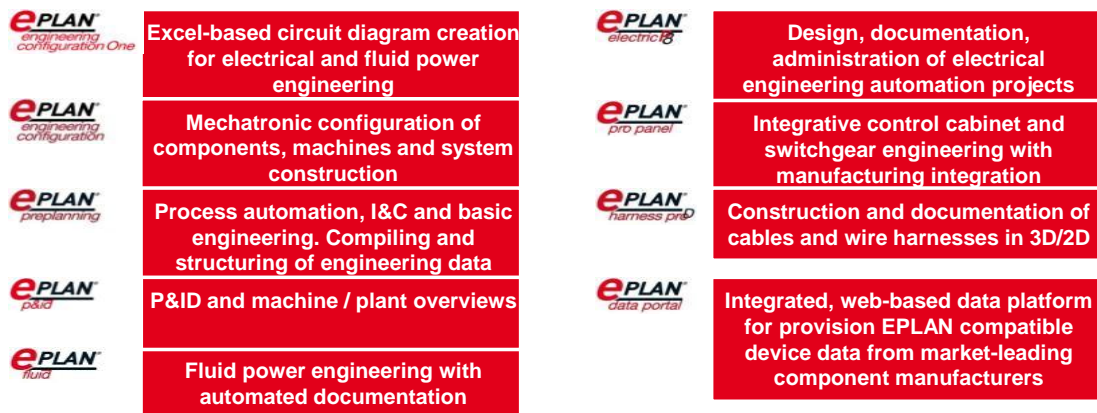 ePLAN
engineering
configuration One
Excel-based circuit diagram creation
for electrical and fluid power
engineering
ePLAN
engineering
configuration
Mechatronic configuration of
components, machines and system
construction
ePLAN
preplanning
Process automation, I&C and basic
engineering. Compiling and
structuring of engineering data
ePLAN
p&id
P&ID and machine / plant overviews
ePLAN
fluid
Fluid power engineering with
automated documentation
ePLAN
electric P8
Design, documentation,
administration of electrical
engineering automation projects
ePLAN
pro panel
Integrative control cabinet and
switchgear engineering with
manufacturing integration
ePLAN
harness proD
Construction and documentation of
cables and wire harnesses in 3D/2D
ePLAN
data portal
Integrated, web-based data platform
for provision EPLAN compatible
device data from market-leading
component manufacturers